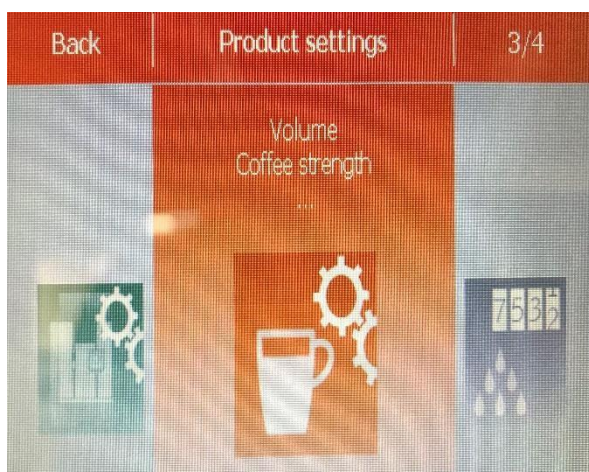 Back
Product settings
3/4
Volume
Coffee strength
...
7532